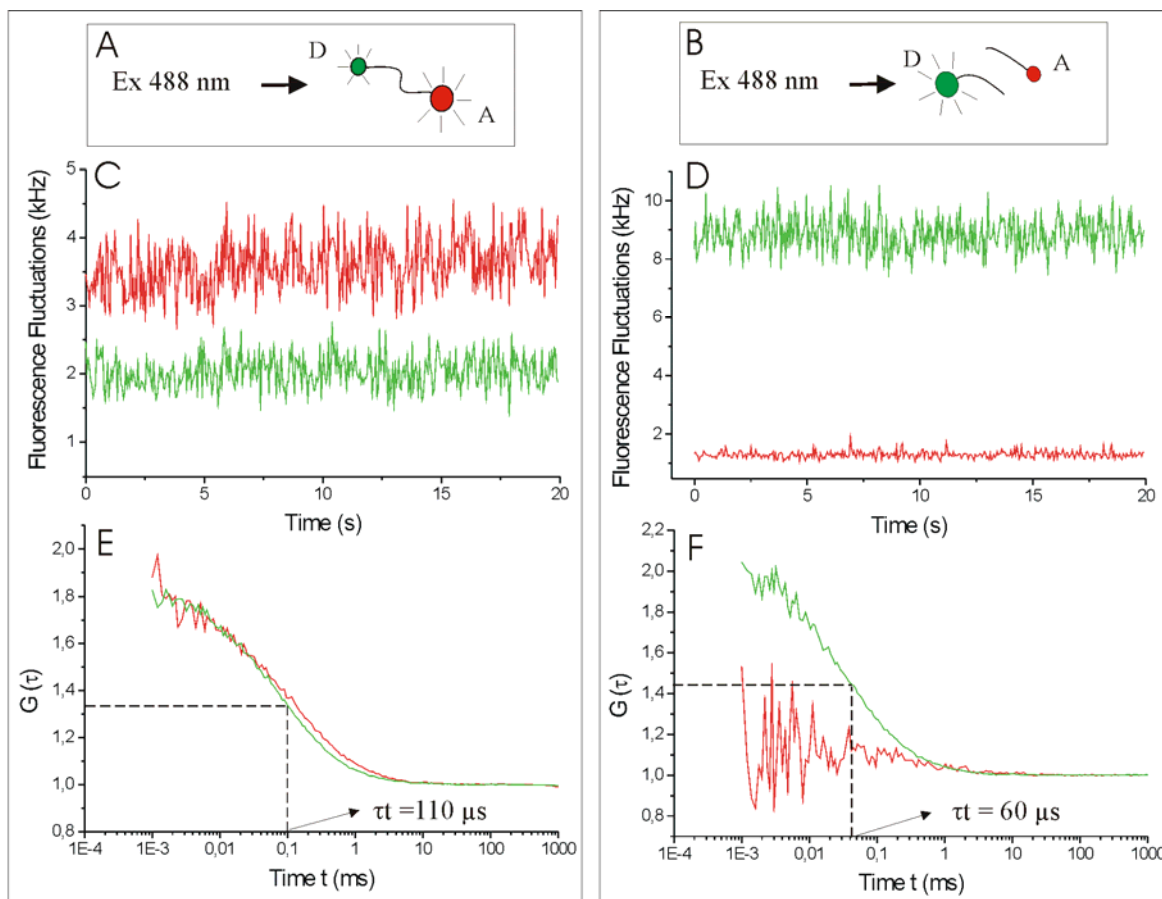 A
D
Ex 488 nm
A
B
D
Ex 488 nm
A
C
Fluorescence Fluctuations (kHz)
5
4
3
2
1
0 5 10 15 20
Time (s)
D
Fluorescence Fluctuations (kHz)
10
8
6
4
2
0 5 10 15 20
Time (s)
E
G (τ)
2,0
1,8
1,6
1,4
1,2
1,0
0,8
τt =110 µs
1E-4 1E-3 0,01 0,1 1 10 100 1000
Time t (ms)
F
G (τ)
2,2
2,0
1,8
1,6
1,4
1,2
1,0
0,8
τt = 60 µs
1E-4 1E-3 0,01 0,1 1 10 100 1000
Time t (ms)